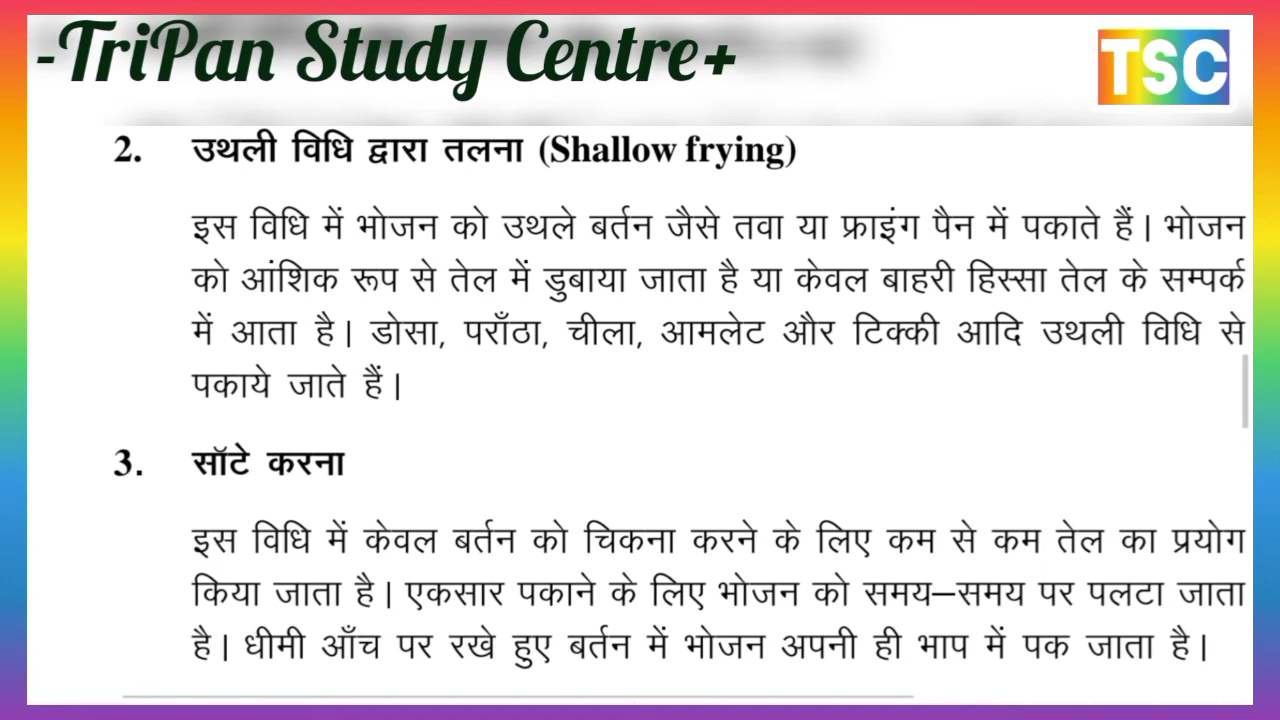 -TriPan Study Centre+
TSC
2. उथली विधि द्वारा तलना (Shallow frying)
इस विधि में भोजन को उथले बर्तन जैसे तवा या फ्राइंग पैन में पकाते हैं। भोजन
को आंशिक रूप से तेल में डुबाया जाता है या केवल बाहरी हिस्सा तेल के सम्पर्क
में आता है। डोसा, पराँठा, चीला, आमलेट और टिक्की आदि उथली विधि से
पकाये जाते हैं।
3. सॉटे करना
इस विधि में केवल बर्तन को चिकना करने के लिए कम से कम तेल का प्रयोग
किया जाता है। एकसार पकाने के लिए भोजन को समय–समय पर पलटा जाता
है। धीमी आँच पर रखे हुए बर्तन में भोजन अपनी ही भाप में पक जाता है।